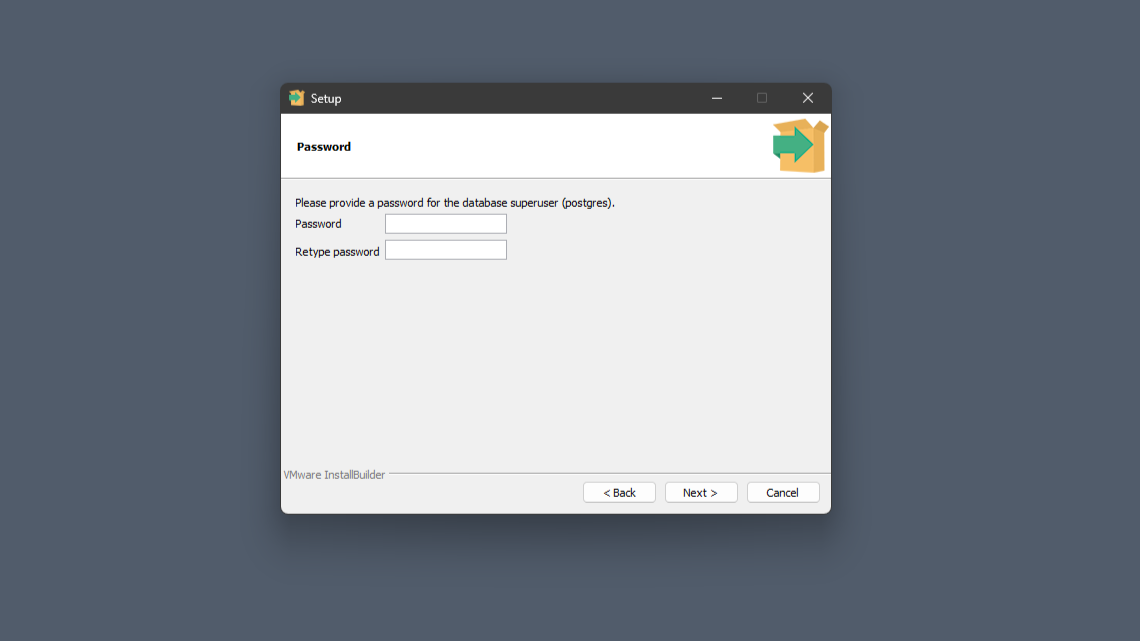 Setup
Password
Please provide a password for the database superuser (postgres).
Password
Retype password
VMware InstallBuilder
< Back
Next >
Cancel